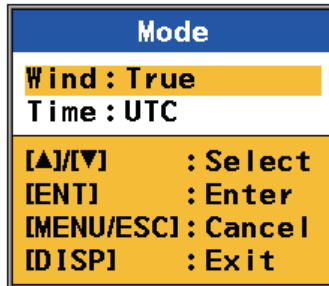 Mode
Wind:True
Time:UTC
[▲]/[▼] :Select
[ENT] :Enter
[MENU/ESC]:Cancel
[DISP] :Exit